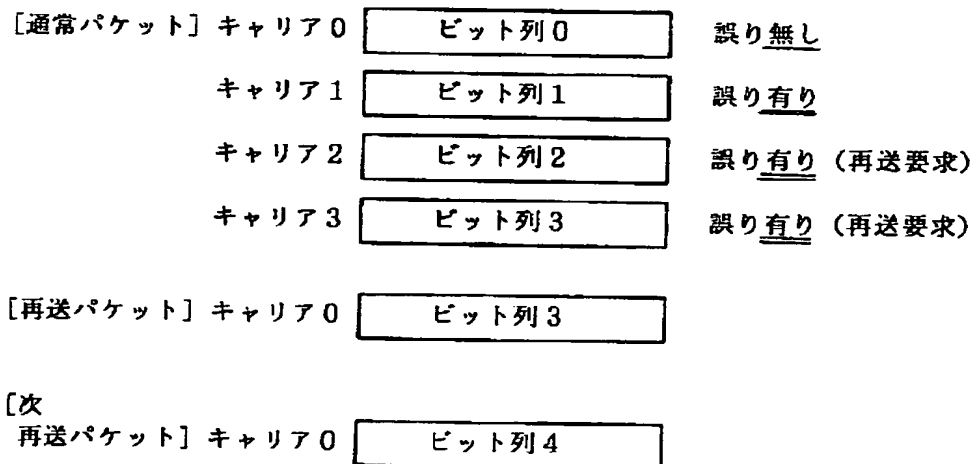 [通常パケット] キャリア0 ビット列0 誤り無し
キャリア1 ビット列1 誤り有り
キャリア2 ビット列2 誤り有り (再送要求)
キャリア3 ビット列3 誤り有り (再送要求)
[再送パケット] キャリア0 ビット列3
[次
再送パケット] キャリア0 ビット列4